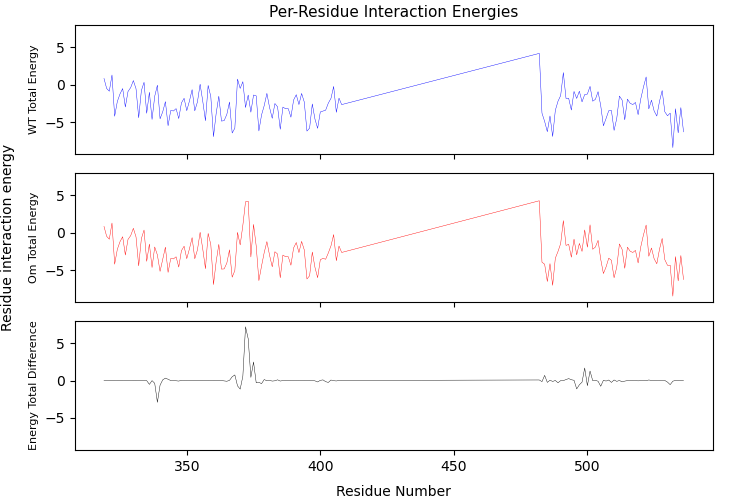 Per-Residue Interaction Energies
Residue interaction energy
WT Total Energy
5
0
−5
Om Total Energy
5
0
−5
Energy Total Difference
5
0
−5
350
400
450
500
Residue Number